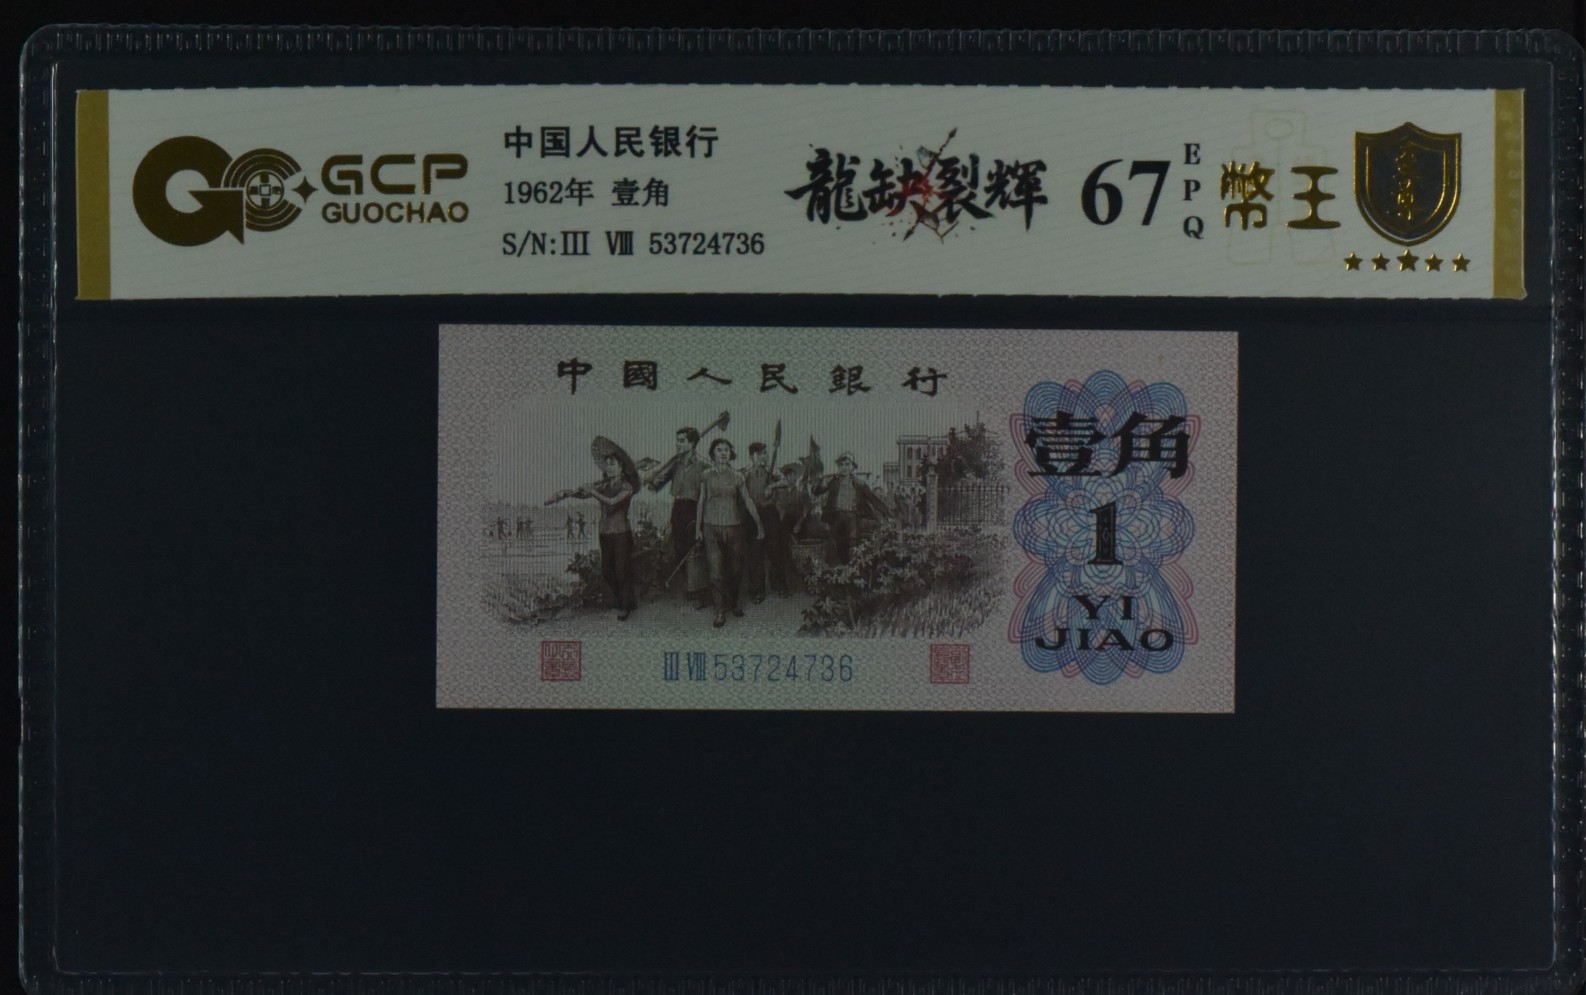 GCP
GUOCHAO
中国人民银行
1962年 壹角
S/N:III VIII 53724736
龍缺裂輝
67
EPQ
幣王
中國人民銀行
壹角
1
YI
JIAO
III VIII 53724736